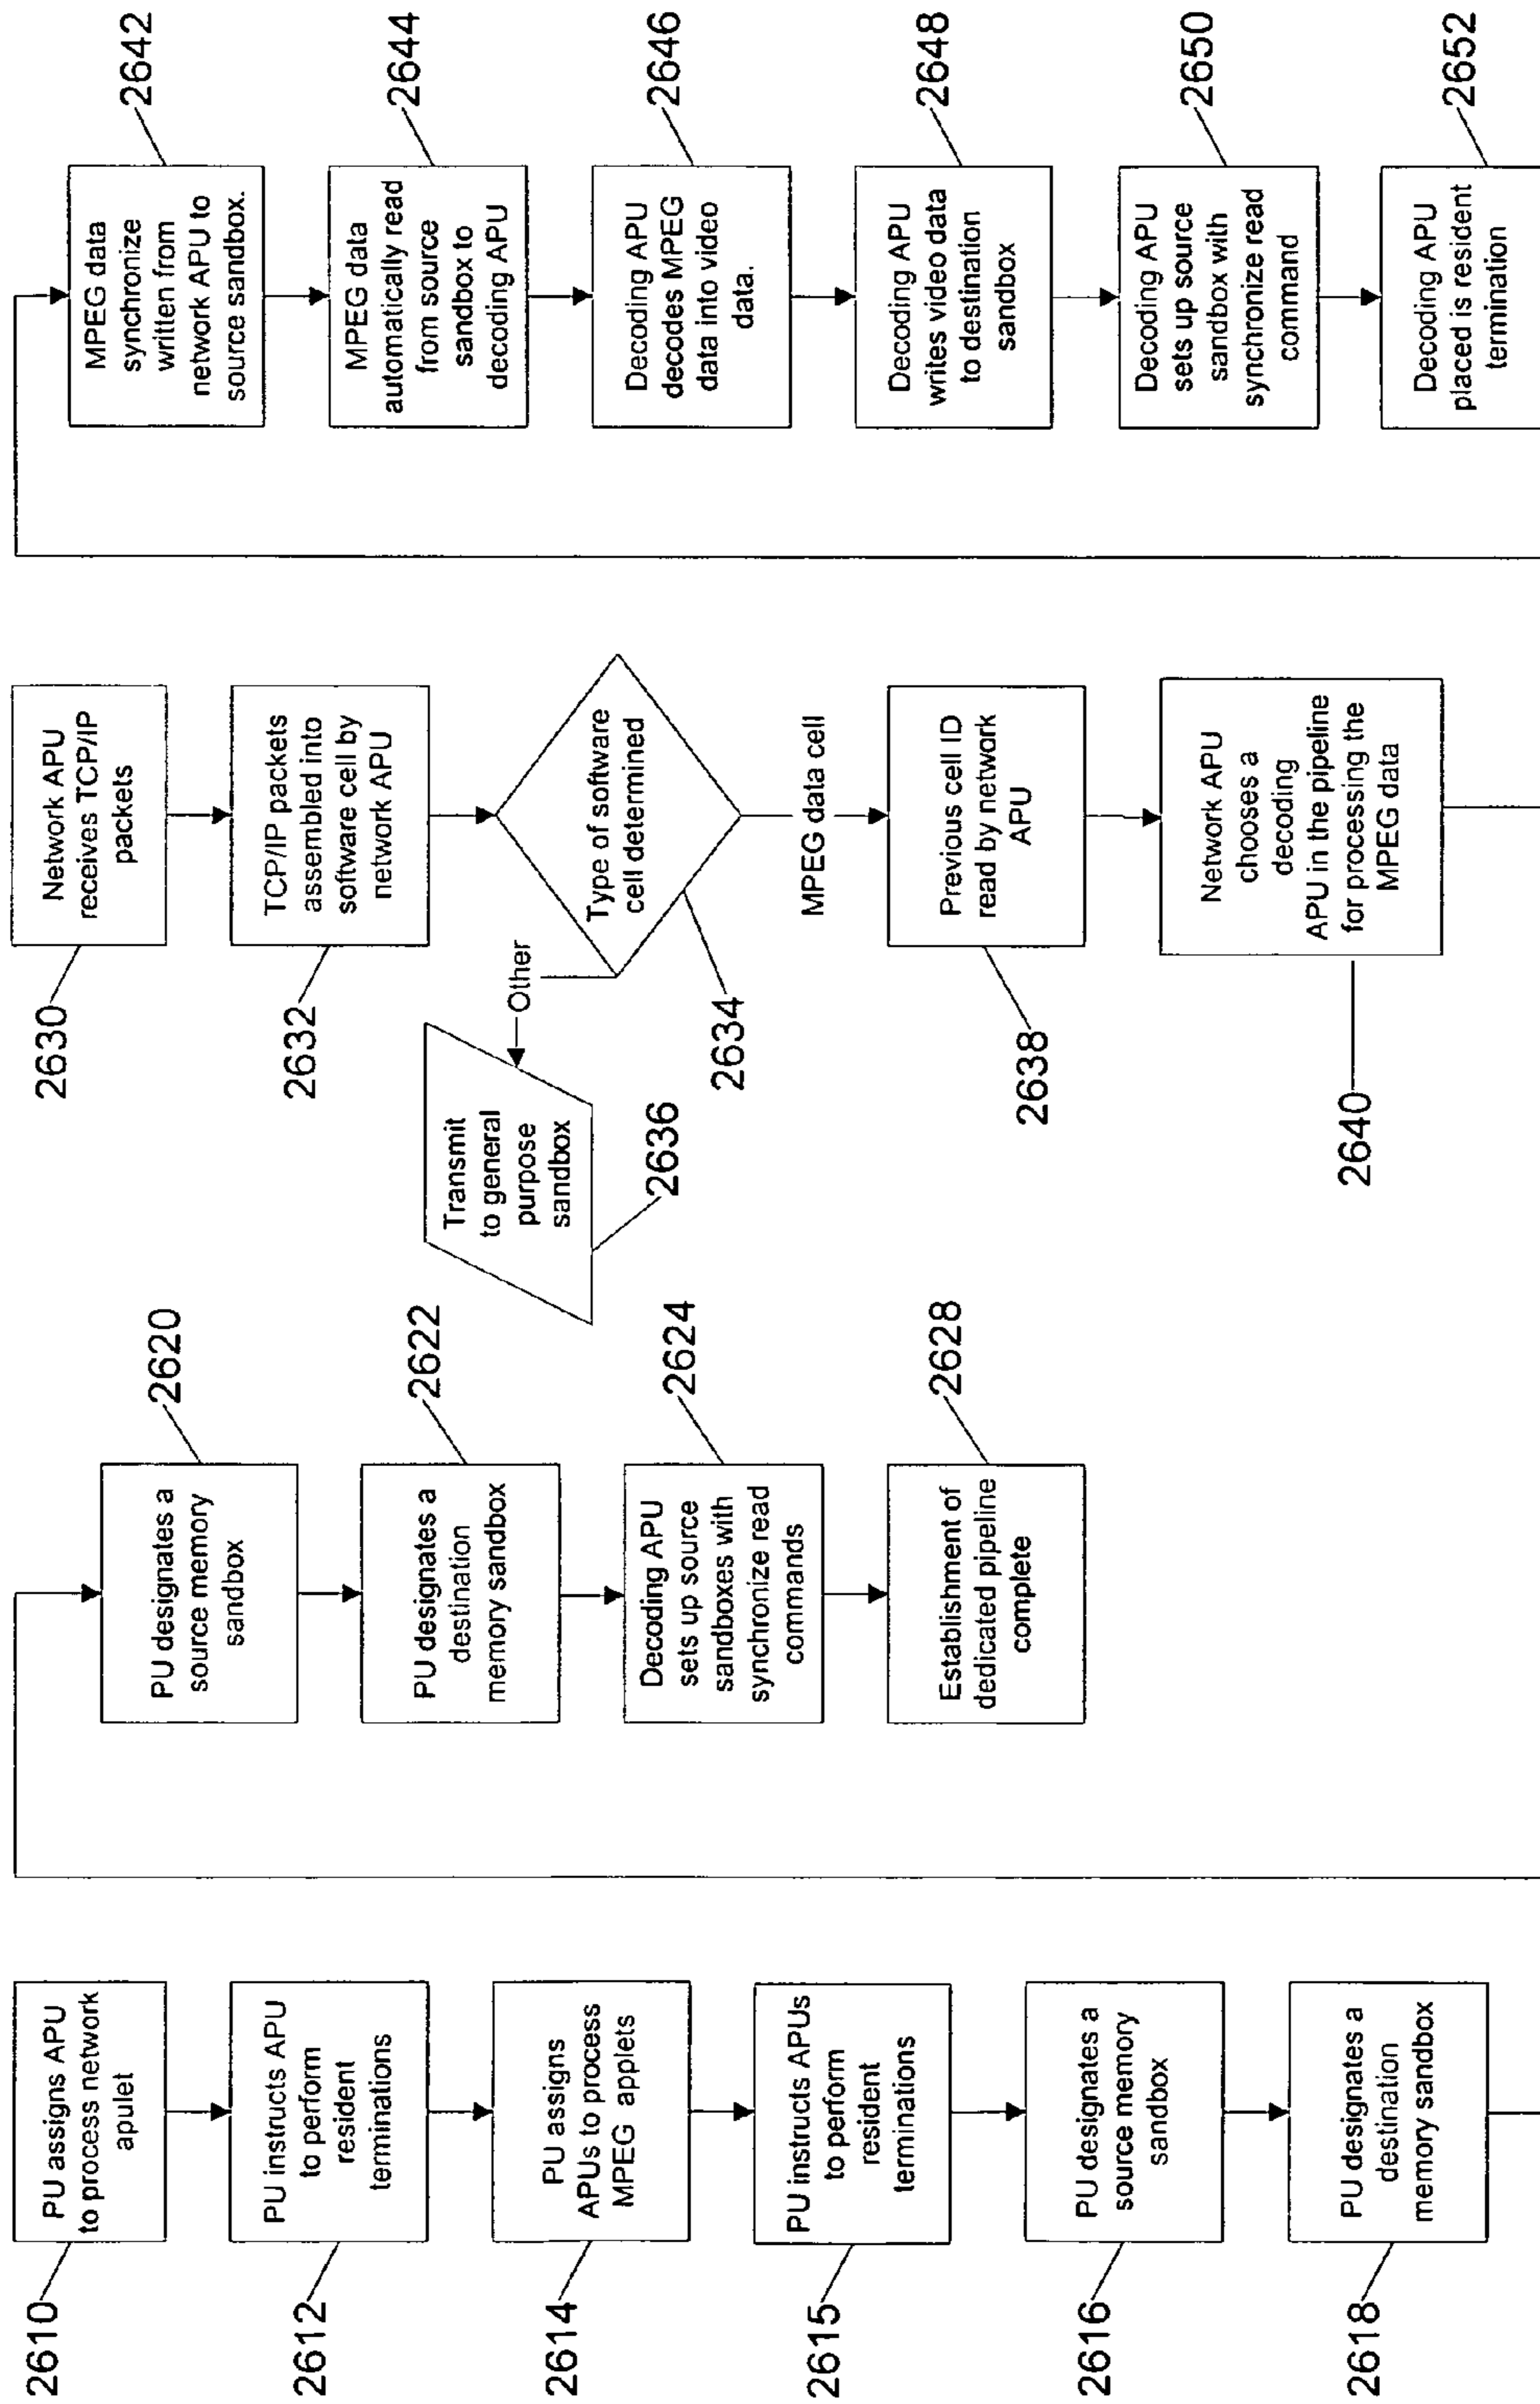 2610
PU assigns APU
to process network
apulet
2612
PU instructs APU
to perform
resident
terminations
2614
PU assigns
APUs to process
MPEG applets
2615
PU instructs APUs
to perform
resident
terminations
2616
PU designates a
source memory
sandbox
2618
PU designates a
destination
memory sandbox
2620
PU designates a
source memory
sandbox
2622
PU designates a
destination
memory sandbox
2624
Decoding APU
sets up source
sandboxes with
synchronize read
commands
2628
Establishment of
dedicated pipeline
complete
2630
Network APU
receives TCP/IP
packets
2632
TCP/IP packets
assembled into
software cell by
network APU
2634
Type of software
cell determined
Other
2636
Transmit
to general
purpose
sandbox
MPEG data cell
2638
Previous cell ID
read by network
APU
2640
Network APU
chooses a
decoding
APU in the pipeline
for processing the
MPEG data
2642
MPEG data
synchronize
written from
network APU to
source sandbox.
2644
MPEG data
automatically read
from source
sandbox to
decoding APU
2646
Decoding APU
decodes MPEG
data into video
data.
2648
Decoding APU
writes video data
to destination
sandbox
2650
Decoding APU
sets up source
sandbox with
synchronize read
command
2652
Decoding APU
placed is resident
termination